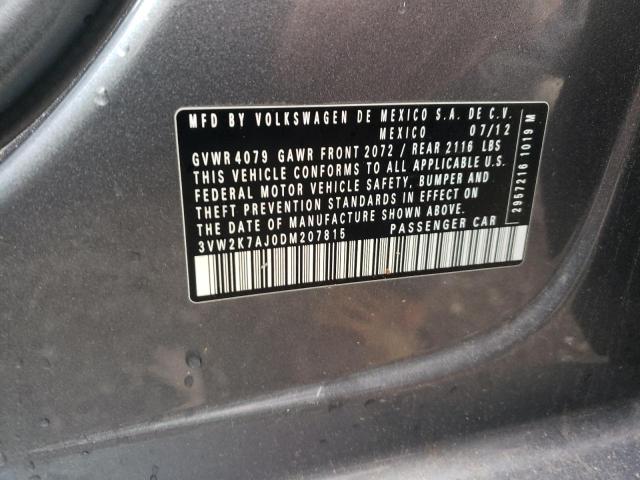 MFD BY VOLKSWAGEN DE MEXICO S.A. DE C.V.
MEXICO 07/12
GVWR 4079 GAWR FRONT 2072 / REAR 2116 LBS
THIS VEHICLE CONFORMS TO ALL APPLICABLE U.S.
FEDERAL MOTOR VEHICLE SAFETY, BUMPER AND
THEFT PREVENTION STANDARDS IN EFFECT ON
THE DATE OF MANUFACTURE SHOWN ABOVE.
3VW2K7AJ0DM207815 PASSENGER CAR
2957216 1019 M